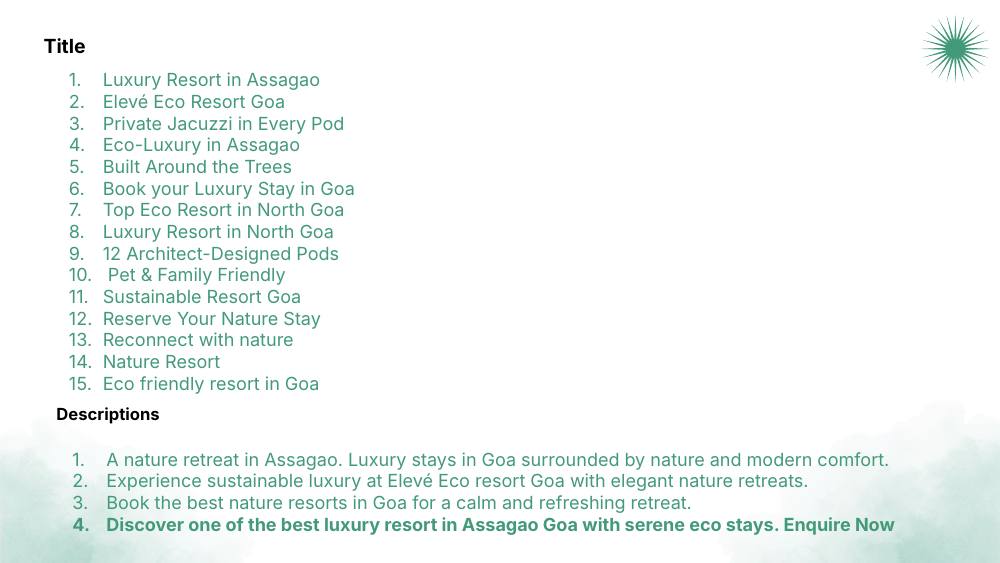 Title
1. Luxury Resort in Assagao
2. Elevé Eco Resort Goa
3. Private Jacuzzi in Every Pod
4. Eco-Luxury in Assagao
5. Built Around the Trees
6. Book your Luxury Stay in Goa
7. Top Eco Resort in North Goa
8. Luxury Resort in North Goa
9. 12 Architect-Designed Pods
10. Pet & Family Friendly
11. Sustainable Resort Goa
12. Reserve Your Nature Stay
13. Reconnect with nature
14. Nature Resort
15. Eco friendly resort in Goa
Descriptions
1. A nature retreat in Assagao. Luxury stays in Goa surrounded by nature and modern comfort.
2. Experience sustainable luxury at Elevé Eco resort Goa with elegant nature retreats.
3. Book the best nature resorts in Goa for a calm and refreshing retreat.
4. Discover one of the best luxury resort in Assagao Goa with serene eco stays. Enquire Now